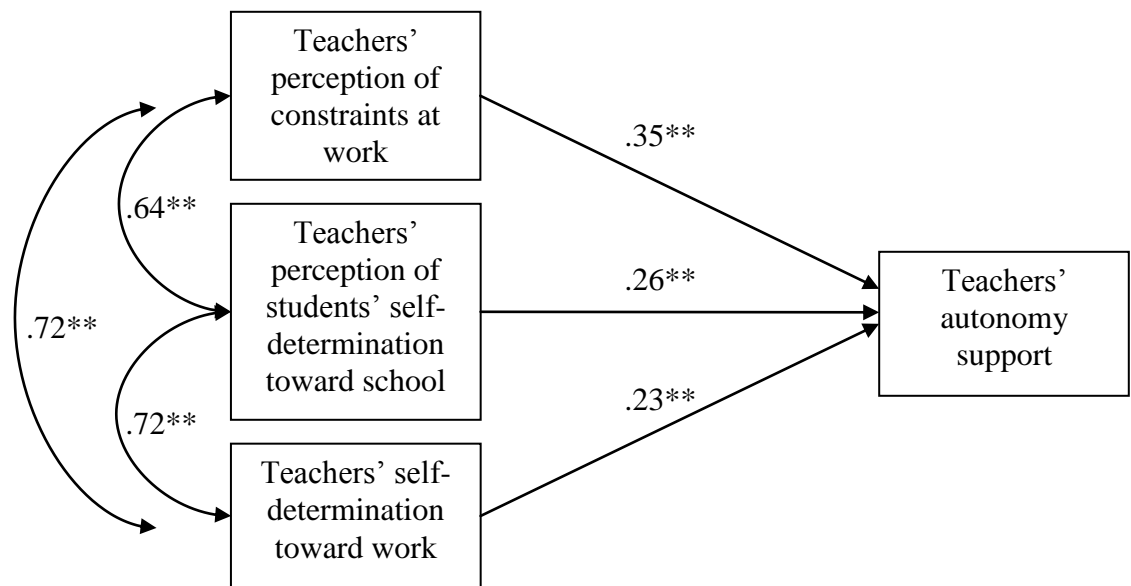 Teachers’
perception of
constraints at
work
.35**
.64**
Teachers’
perception of
students’ self-
determination
toward school
.26**
Teachers’
autonomy
support
.72**
.72**
.23**
Teachers’ self-
determination
toward work